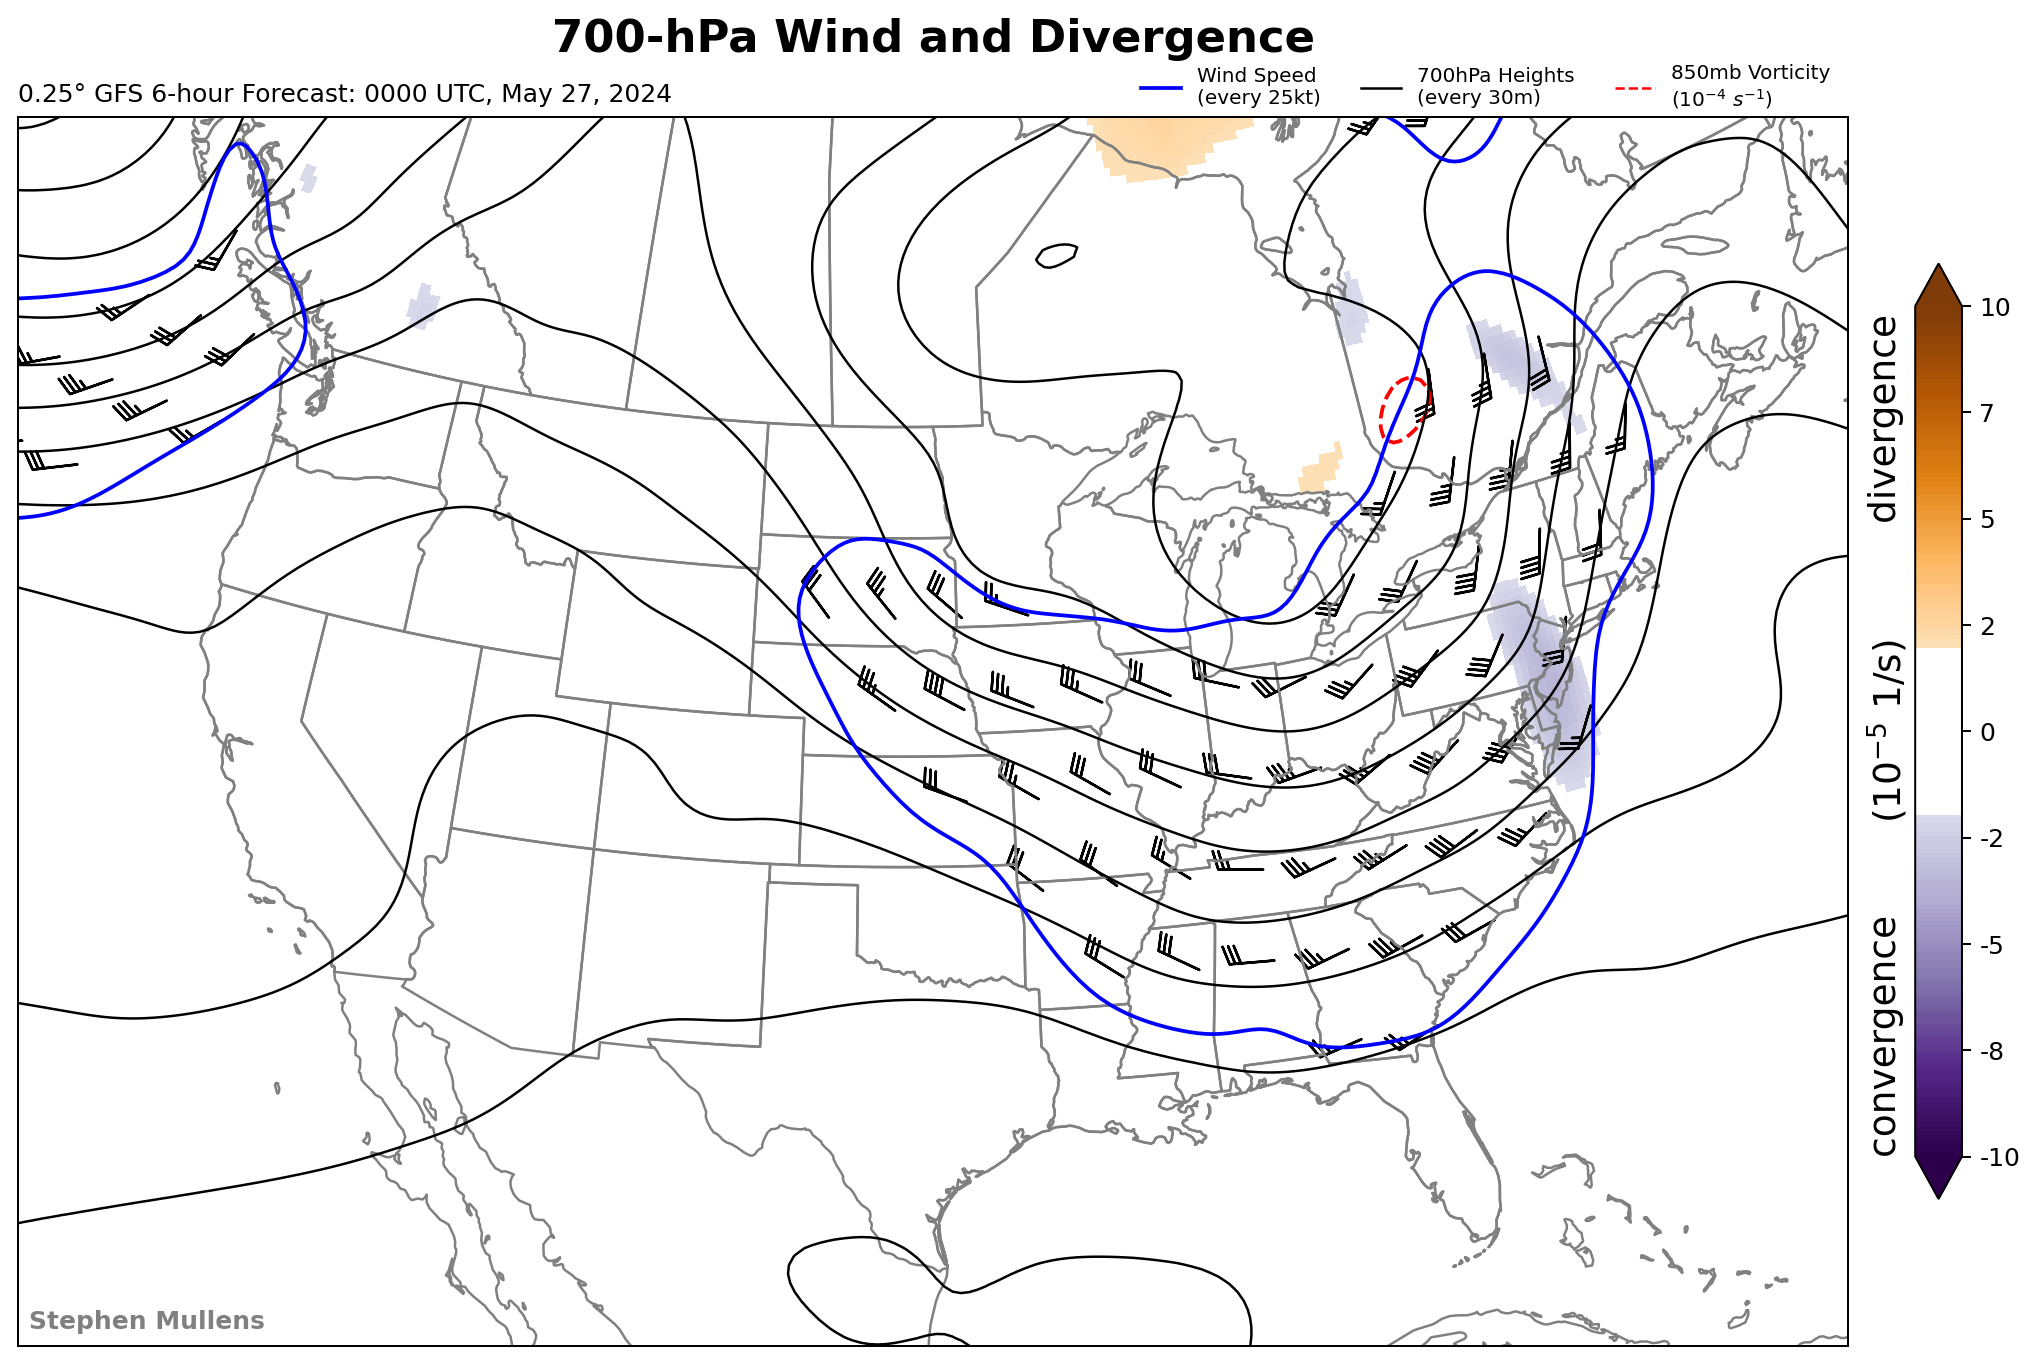 700-hPa Wind and Divergence
0.25° GFS 6-hour Forecast: 0000 UTC, May 27, 2024
Wind Speed
(every 25kt)
700hPa Heights
(every 30m)
850mb Vorticity
(10⁻⁴ s⁻¹)
10
7
5
2
0
-2
-5
-8
-10
convergence (10⁻⁵ 1/s) divergence
Stephen Mullens